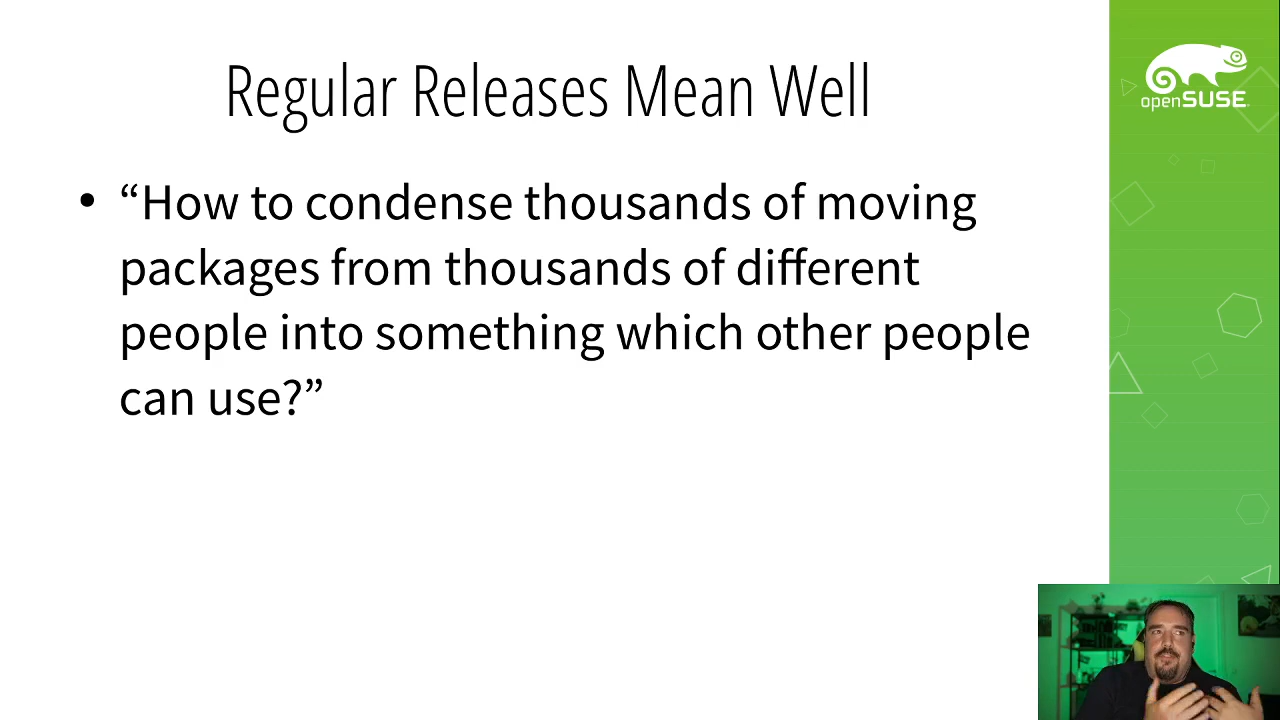 Regular Releases Mean Well
openSUSE
• “How to condense thousands of moving
packages from thousands of different
people into something which other people
can use?”